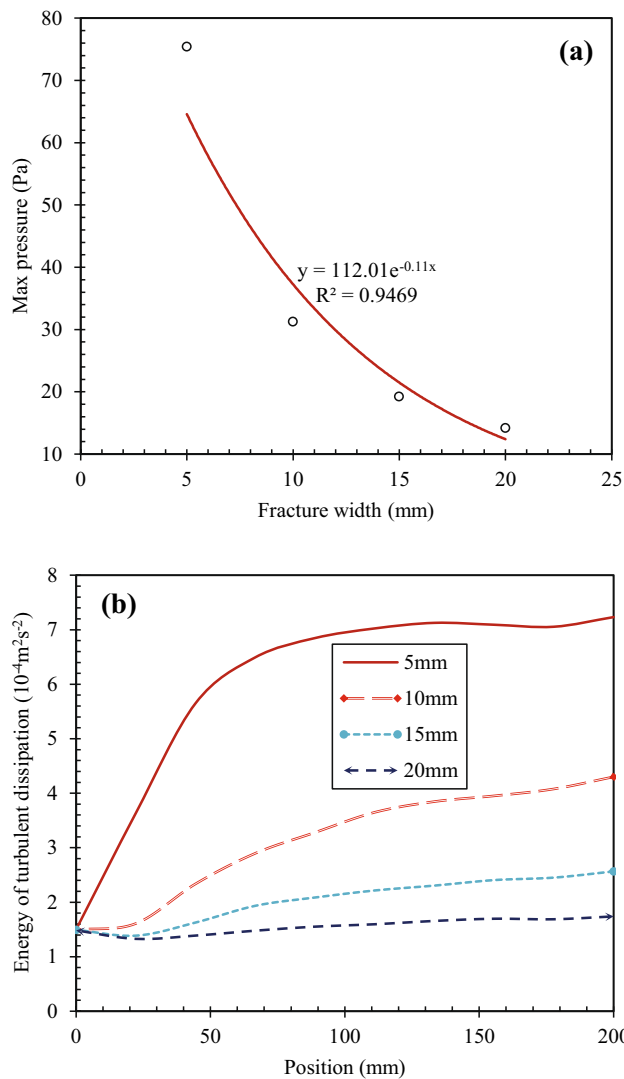 (a)
80
70
60
50
40
30
20
10
Max pressure (Pa)
y = 112.01e^-0.11x
R² = 0.9469
0 5 10 15 20 25
Fracture width (mm)
(b)
8
7
6
5
4
3
2
1
0
Energy of turbulent dissipation (10⁻⁴m²s⁻²)
5mm
10mm
15mm
20mm
0 50 100 150 200
Position (mm)